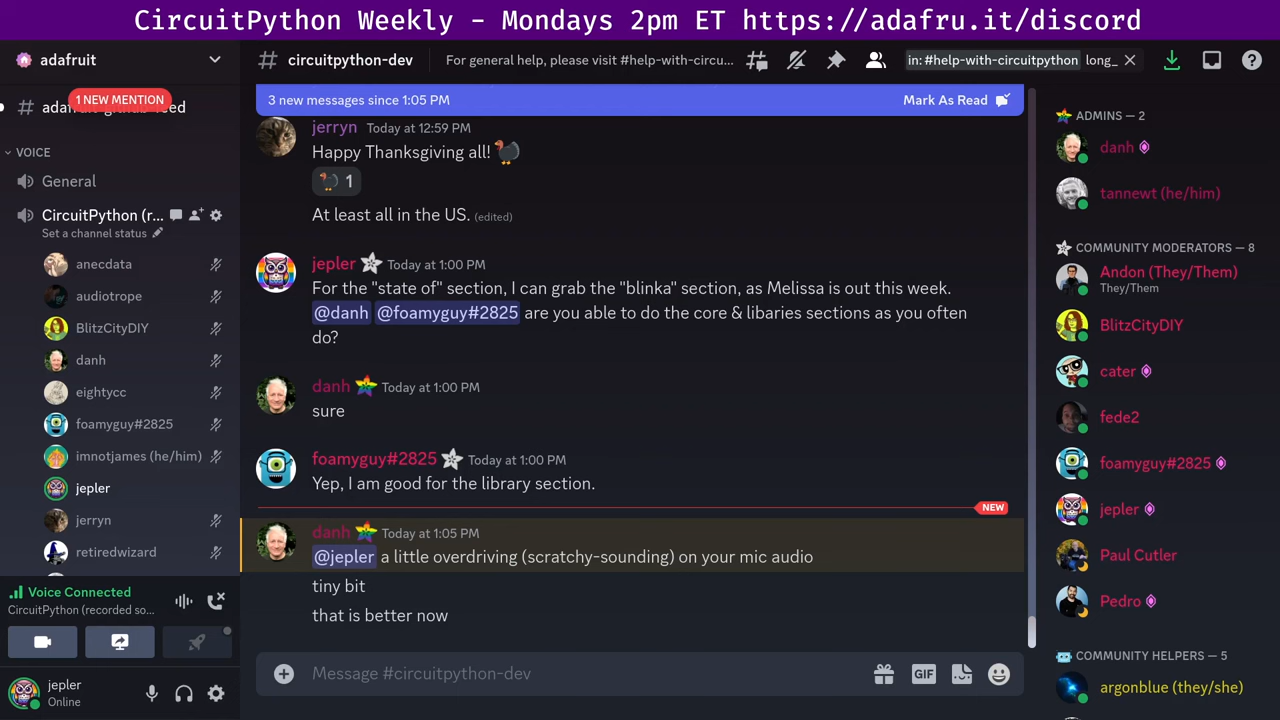 CircuitPython Weekly - Mondays 2pm ET https://adafru.it/discord
adafruit
# circuitpython-dev
For general help, please visit #help-with-circu...
in: #help-with-circuitpython long_
1 NEW MENTION
VOICE
General
CircuitPython (r...
Set a channel status
anecdata
audiotrope
BlitzCityDIY
danh
eightycc
foamyguy#2825
imnotjames (he/him)
jepler
jerryn
retiredwizard
Voice Connected
CircuitPython (recorded so...
jepler
Online
3 new messages since 1:05 PM
Mark As Read
jerryn Today at 12:59 PM
Happy Thanksgiving all!
1
At least all in the US. (edited)
jepler Today at 1:00 PM
For the "state of" section, I can grab the "blinka" section, as Melissa is out this week.
@danh @foamyguy#2825 are you able to do the core & libaries sections as you often
do?
danh Today at 1:00 PM
sure
foamyguy#2825 Today at 1:00 PM
Yep, I am good for the library section.
NEW
danh Today at 1:05 PM
@jepler a little overdriving (scratchy-sounding) on your mic audio
tiny bit
that is better now
Message #circuitpython-dev
GIF
ADMINS — 2
danh
tannewt (he/him)
COMMUNITY MODERATORS — 8
Andon (They/Them)
They/Them
BlitzCityDIY
cater
fede2
foamyguy#2825
jepler
Paul Cutler
Pedro
COMMUNITY HELPERS — 5
argonblue (they/she)